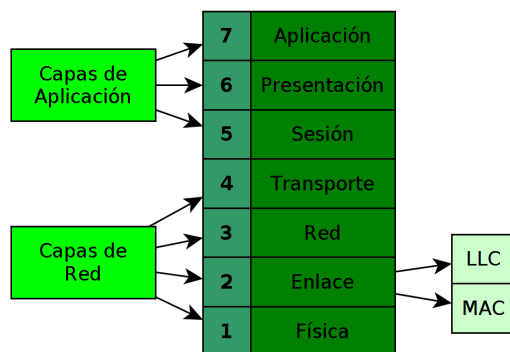 7 Aplicación
Capas de
Aplicación
6 Presentación
5 Sesión
4 Transporte
Capas de
Red
3 Red
2 Enlace
LLC
MAC
1 Física